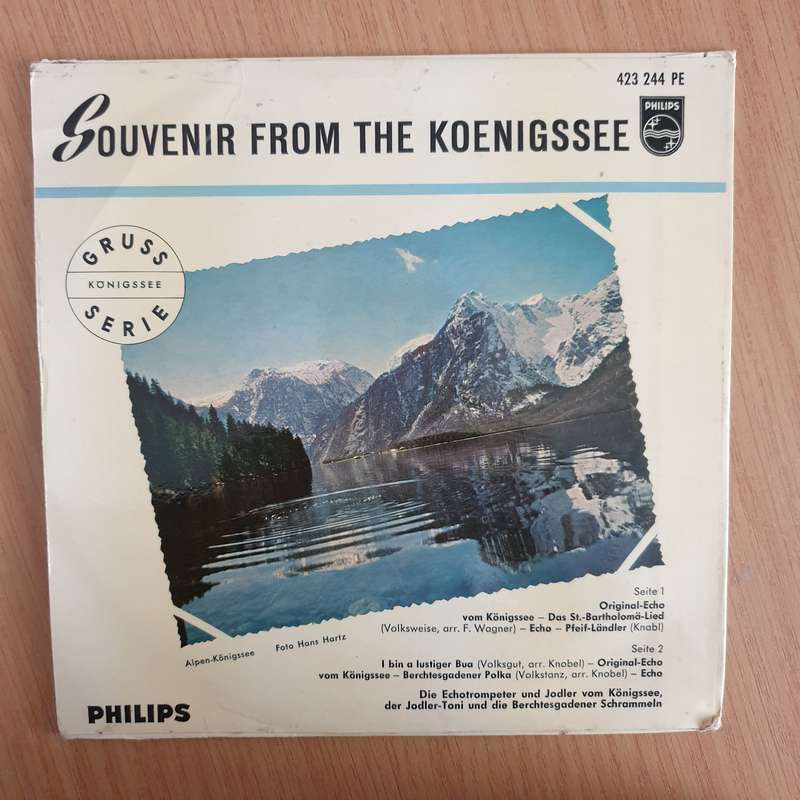 423 244 PE
SOUVENIR FROM THE KOENIGSSEE
PHILIPS
GRUSS
KÖNIGSSEE
SERIE
Seite 1
Original-Echo
vom Königssee – Das St.-Bartholomä-Lied
(Volksweise, arr. F. Wagner) – Echo – Pfeif-Ländler (Knabl)
Seite 2
I bin a lustiger Bua (Volksgut, arr. Knobel) – Original-Echo
vom Königssee – Berchtesgadener Polka (Volkstanz, arr. Knobel) – Echo
Die Echotrompeter und Jodler vom Königssee,
der Jodler-Toni und die Berchtesgadener Schrammeln
Alpen-Königssee Foto Hans Hartz
PHILIPS